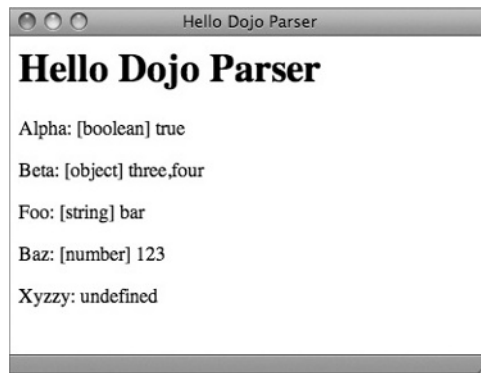 Hello Dojo Parser
Hello Dojo Parser
Alpha: [boolean] true
Beta: [object] three,four
Foo: [string] bar
Baz: [number] 123
Xyzzy: undefined